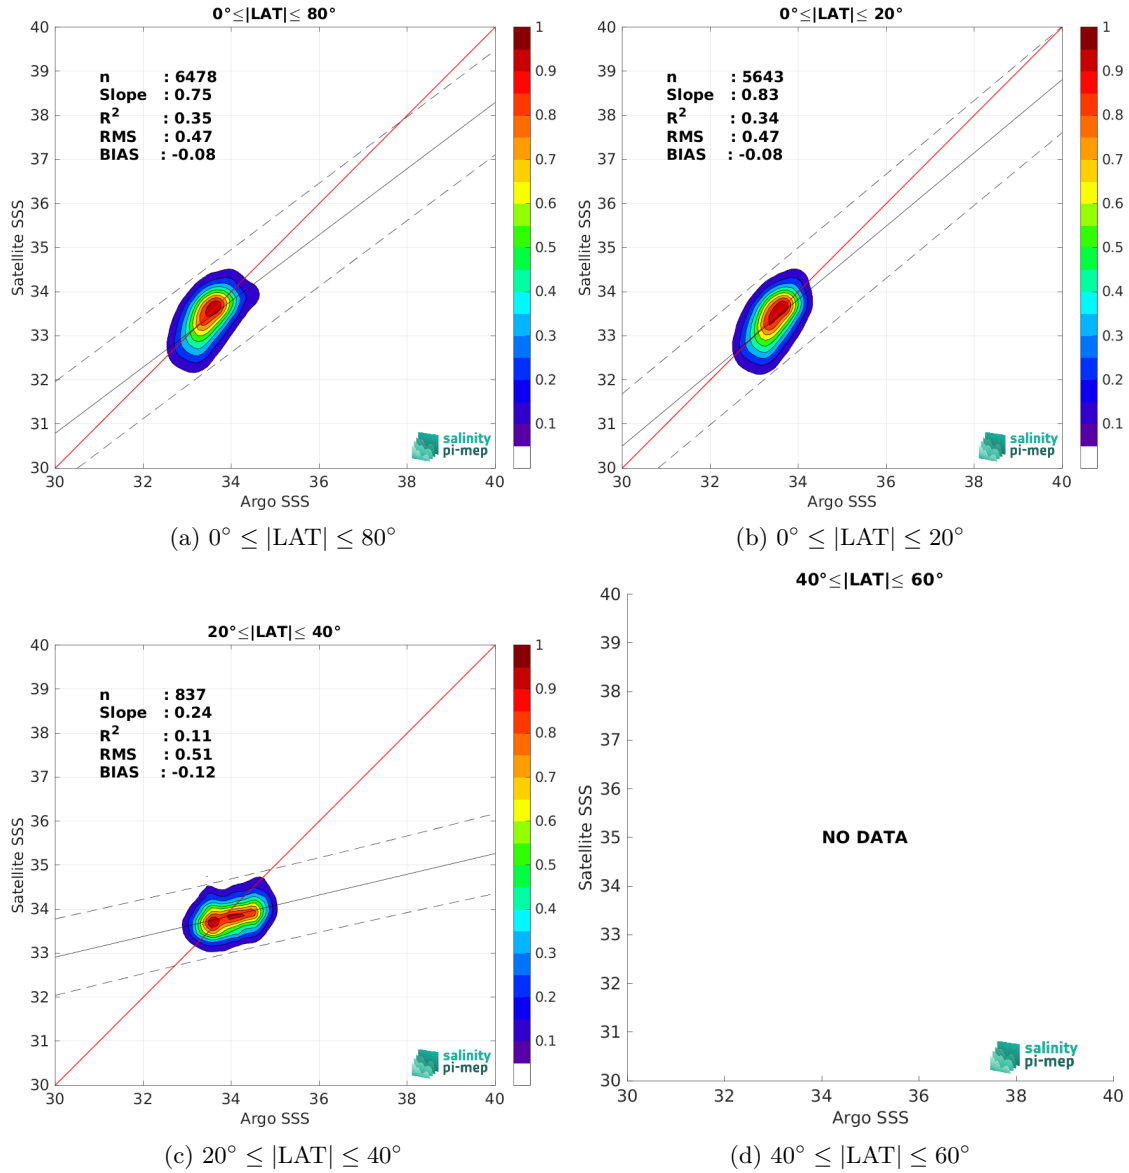 0°≤|LAT|≤ 80°
n : 6478
Slope : 0.75
R² : 0.35
RMS : 0.47
BIAS : -0.08
40
39
38
37
36
35
34
33
32
31
30
Satellite SSS
30 32 34 36 38 40
Argo SSS
1
0.9
0.8
0.7
0.6
0.5
0.4
0.3
0.2
0.1
salinity
pi-mep
(a) 0° ≤ |LAT| ≤ 80°
0°≤|LAT|≤ 20°
n : 5643
Slope : 0.83
R² : 0.34
RMS : 0.47
BIAS : -0.08
40
39
38
37
36
35
34
33
32
31
30
Satellite SSS
30 32 34 36 38 40
Argo SSS
1
0.9
0.8
0.7
0.6
0.5
0.4
0.3
0.2
0.1
salinity
pi-mep
(b) 0° ≤ |LAT| ≤ 20°
20°≤|LAT|≤ 40°
n : 837
Slope : 0.24
R² : 0.11
RMS : 0.51
BIAS : -0.12
40
39
38
37
36
35
34
33
32
31
30
Satellite SSS
30 32 34 36 38 40
Argo SSS
1
0.9
0.8
0.7
0.6
0.5
0.4
0.3
0.2
0.1
salinity
pi-mep
(c) 20° ≤ |LAT| ≤ 40°
40°≤|LAT|≤ 60°
40
39
38
37
36
35
34
33
32
31
30
Satellite SSS
NO DATA
30 32 34 36 38 40
Argo SSS
salinity
pi-mep
(d) 40° ≤ |LAT| ≤ 60°